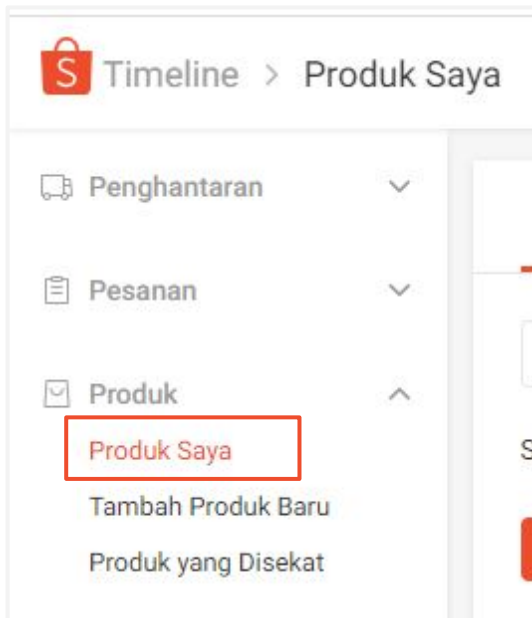 S Timeline > Produk Saya
Penghantaran
Pesanan
Produk
Produk Saya
S
Tambah Produk Baru
Produk yang Disekat